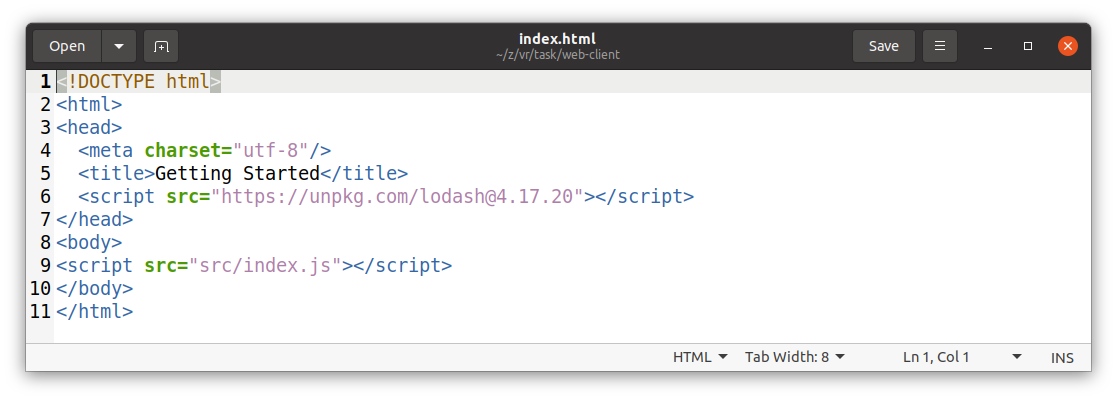 Open
index.html
~/z/vr/task/web-client
Save
1 <!DOCTYPE html>
2 <html>
3 <head>
4   <meta charset="utf-8"/>
5   <title>Getting Started</title>
6   <script src="https://unpkg.com/lodash@4.17.20"></script>
7 </head>
8 <body>
9 <script src="src/index.js"></script>
10 </body>
11 </html>
HTML Tab Width: 8 Ln 1, Col 1 INS